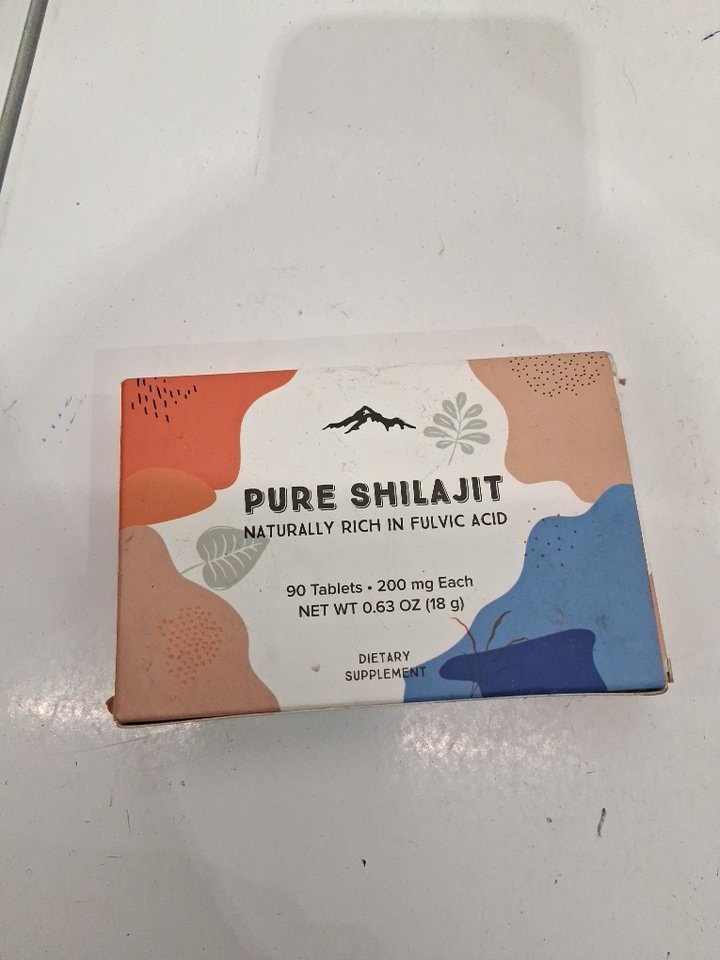 PURE SHILAJIT
NATURALLY RICH IN FULVIC ACID
90 Tablets • 200 mg Each
NET WT 0.63 OZ (18 g)
DIETARY
SUPPLEMENT